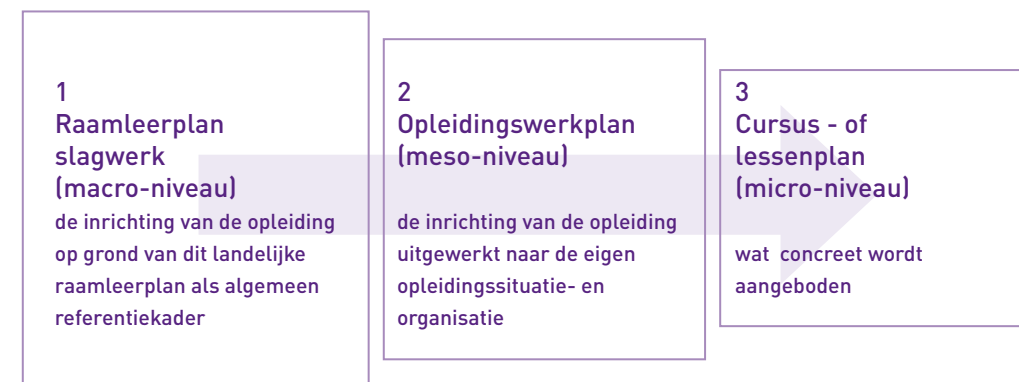 1
Raamleerplan
slagwerk
(macro-niveau)
de inrichting van de opleiding
op grond van dit landelijke
raamleerplan als algemeen
referentiekader
2
Opleidingswerkplan
(meso-niveau)
de inrichting van de opleiding
uitgewerkt naar de eigen
opleidingssituatie- en
organisatie
3
Cursus - of
lessenplan
(micro-niveau)
wat concreet wordt
aangeboden